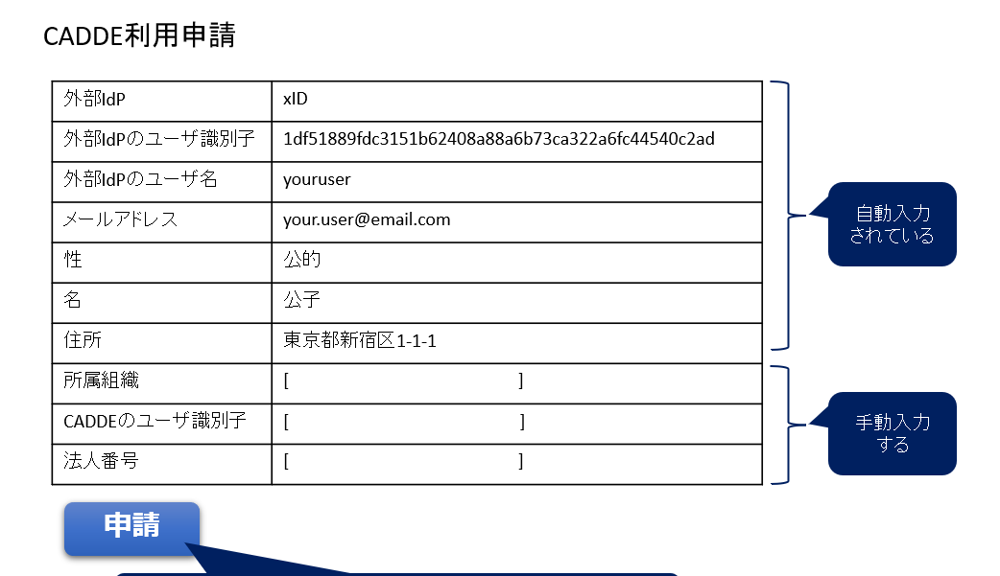 CADDE利用申請
外部IdP xID
外部IdPのユーザ識別子 1df51889fdc3151b62408a88a6b73ca322a6fc44540c2ad
外部IdPのユーザ名 youruser
メールアドレス your.user@email.com
性 公的
名 公子
住所 東京都新宿区1-1-1
所属組織 [ ]
CADDEのユーザ識別子 [ ]
法人番号 [ ]
自動入力
されている
手動入力
する
申請